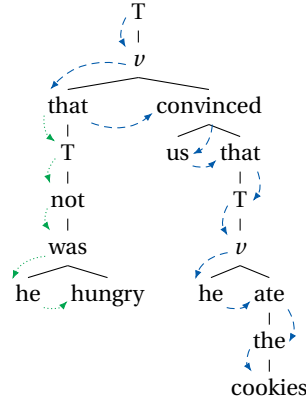 T
v
that convinced
T us that
not T
was v
he hungry he ate
the
cookies